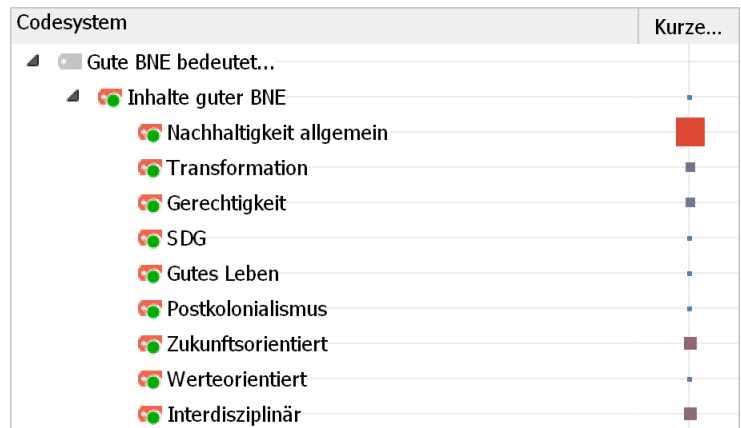 Codesystem Kurze...
Gute BNE bedeutet...
Inhalte guter BNE
Nachhaltigkeit allgemein
Transformation
Gerechtigkeit
SDG
Gutes Leben
Postkolonialismus
Zukunftsorientiert
Werteorientiert
Interdisziplinär